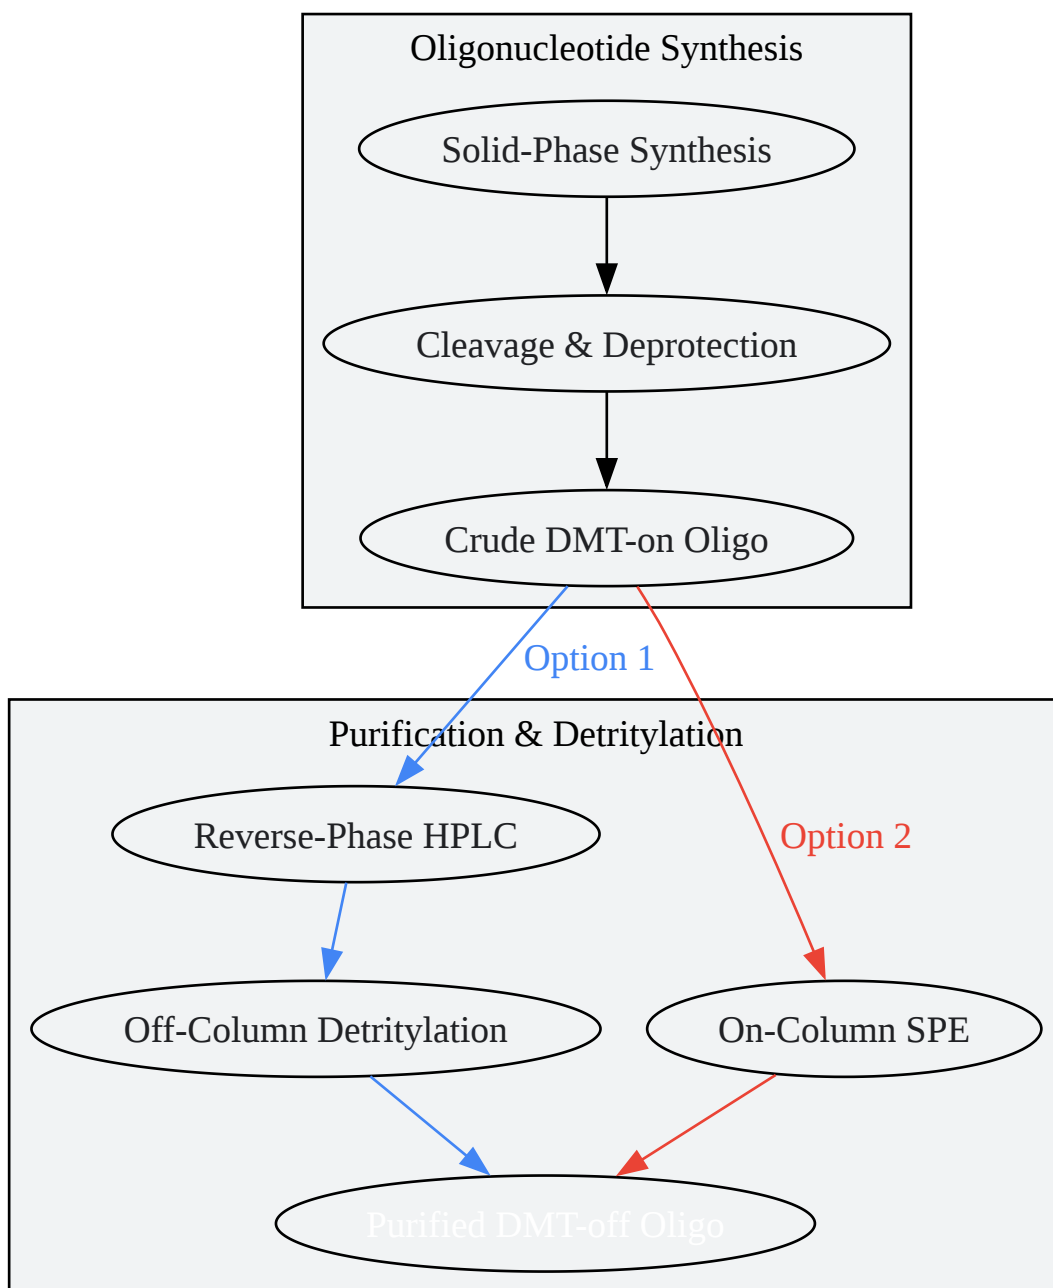 Oligonucleotide Synthesis
Solid-Phase Synthesis
Cleavage & Deprotection
Crude DMT-on Oligo
Option 1
Purification & Detritylation
Reverse-Phase HPLC
Option 2
Off-Column Detritylation
On-Column SPE
Purified DMT-off Oligo